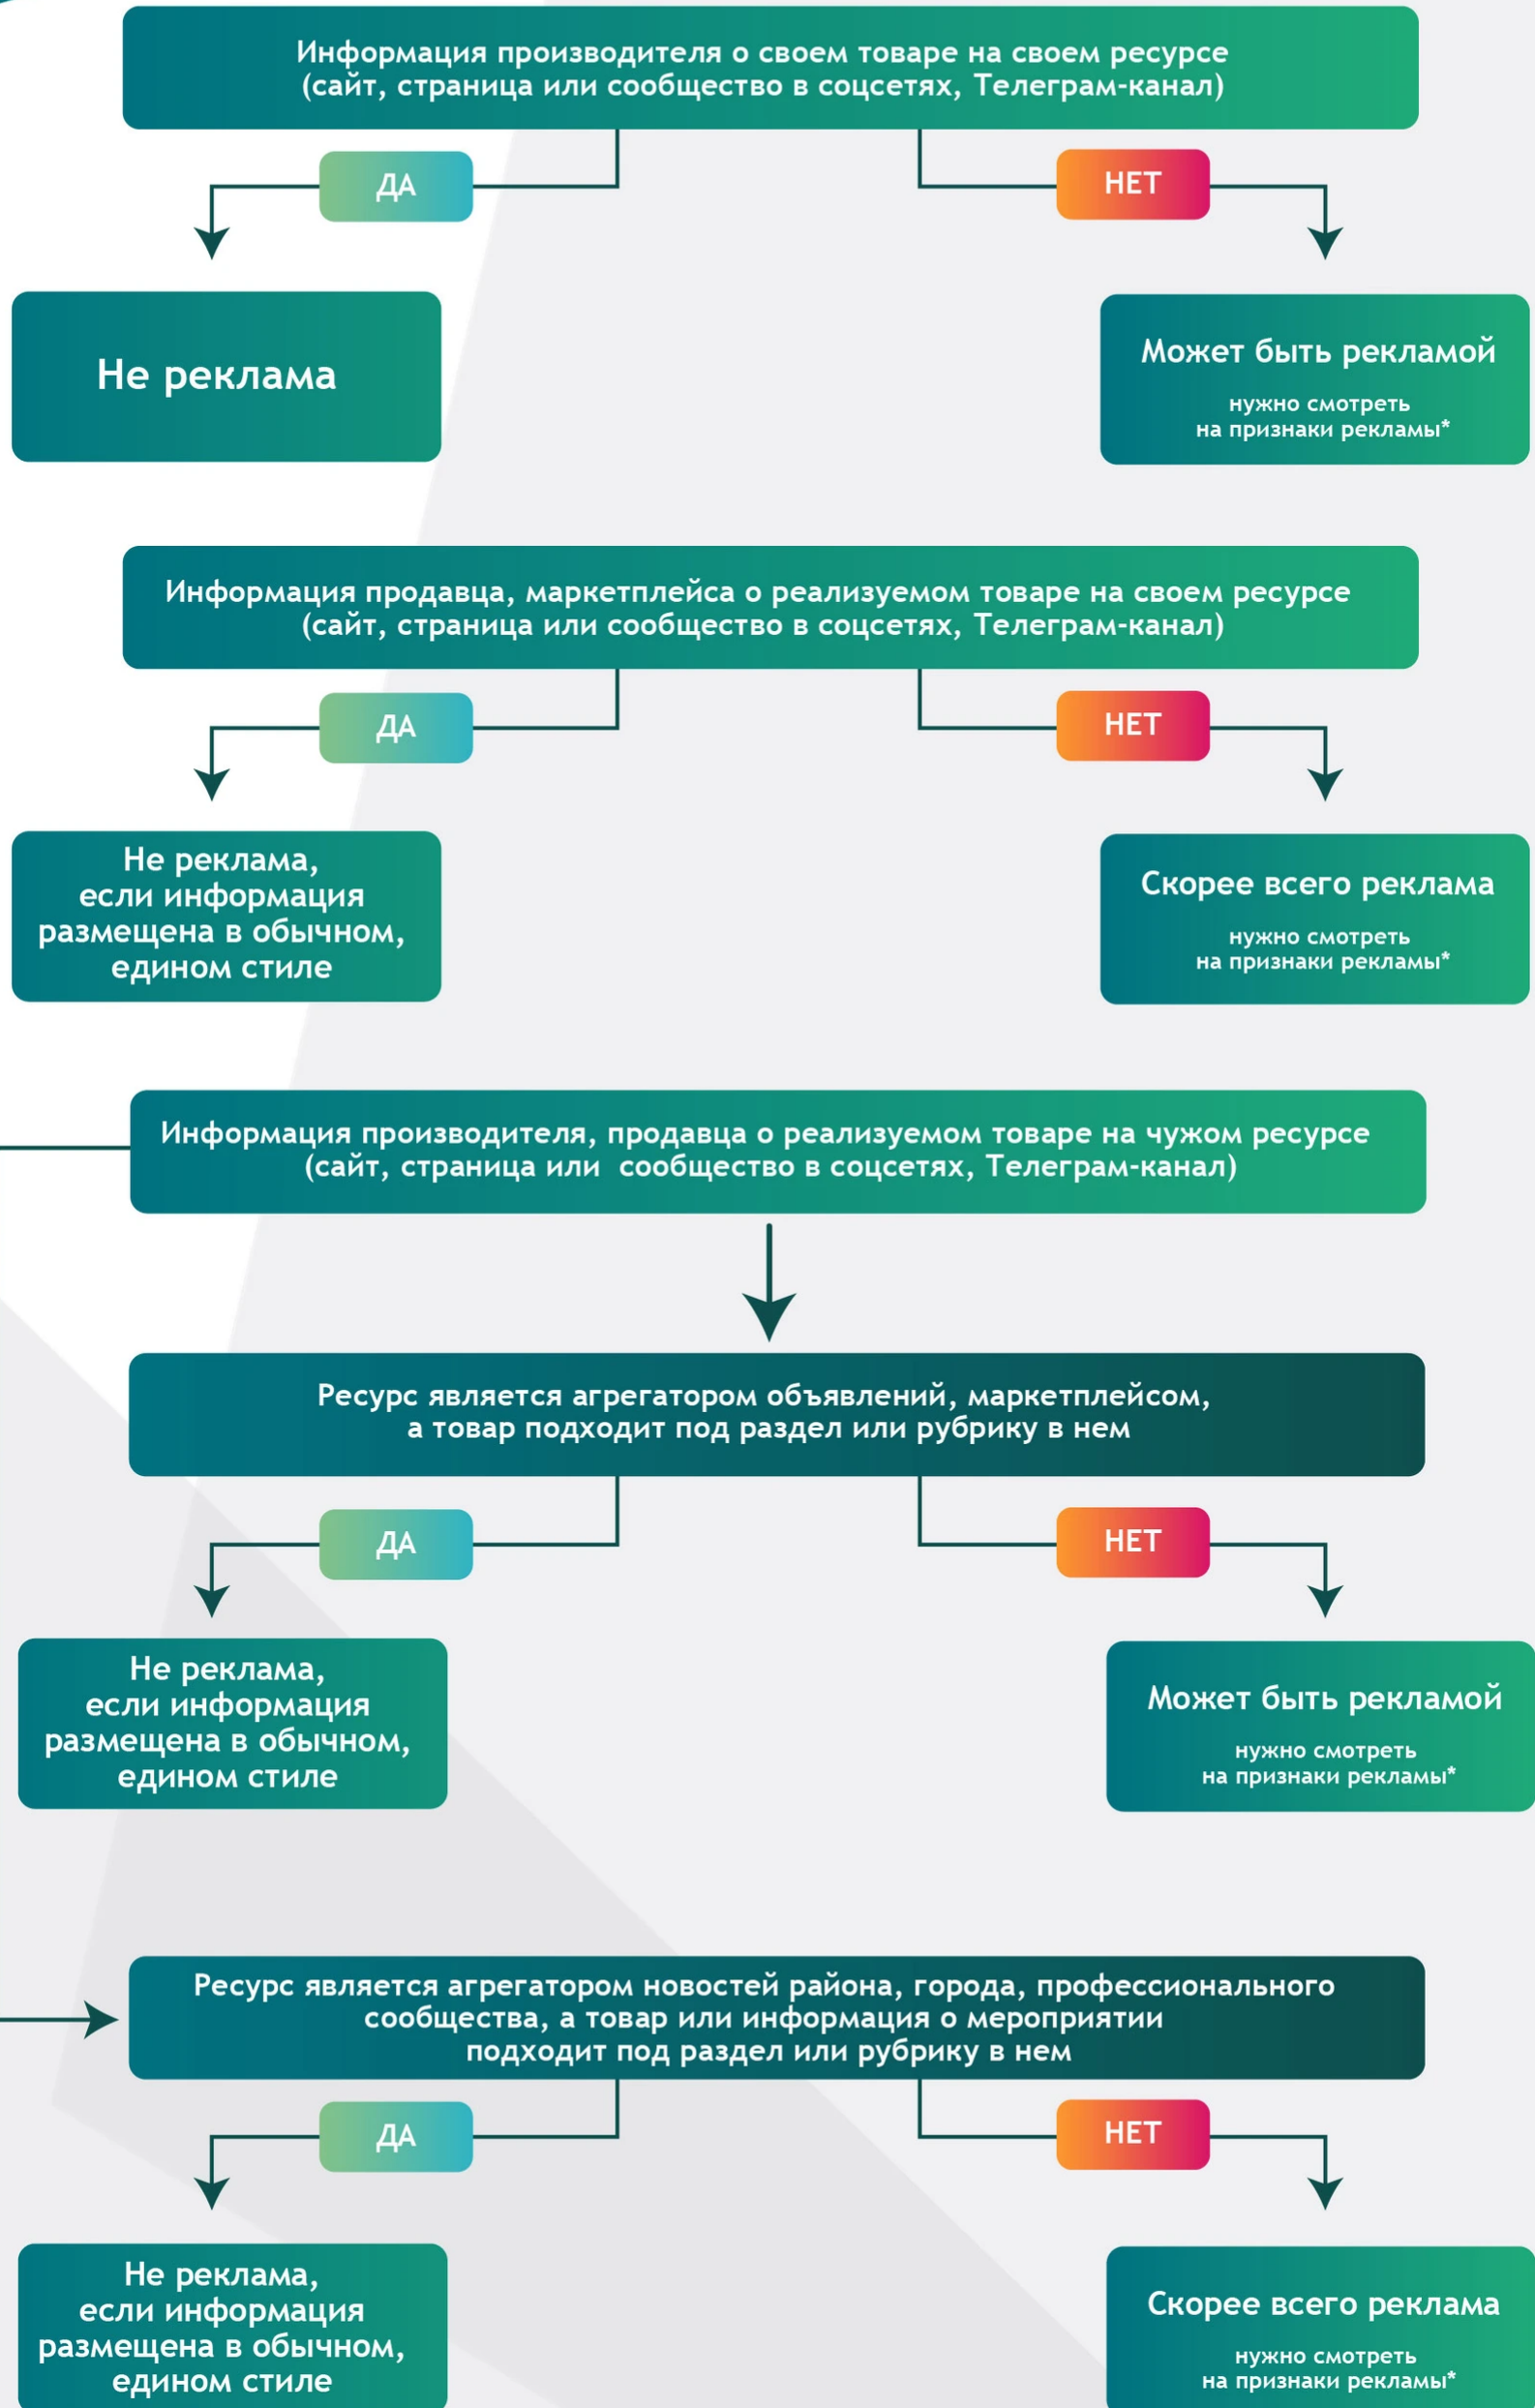 Информация производителя о своем товаре на своем ресурсе
(сайт, страница или сообщество в соцсетях, Телеграм-канал)
ДА
НЕТ
Не реклама
Может быть рекламой
нужно смотреть
на признаки рекламы*
Информация продавца, маркетплейса о реализуемом товаре на своем ресурсе
(сайт, страница или сообщество в соцсетях, Телеграм-канал)
ДА
НЕТ
Не реклама,
если информация
размещена в обычном,
едином стиле
Скорее всего реклама
нужно смотреть
на признаки рекламы*
Информация производителя, продавца о реализуемом товаре на чужом ресурсе
(сайт, страница или сообщество в соцсетях, Телеграм-канал)
Ресурс является агрегатором объявлений, маркетплейсом,
а товар подходит под раздел или рубрику в нем
ДА
НЕТ
Не реклама,
если информация
размещена в обычном,
едином стиле
Может быть рекламой
нужно смотреть
на признаки рекламы*
Ресурс является агрегатором новостей района, города, профессионального
сообщества, а товар или информация о мероприятии
подходит под раздел или рубрику в нем
ДА
НЕТ
Не реклама,
если информация
размещена в обычном,
едином стиле
Скорее всего реклама
нужно смотреть
на признаки рекламы*